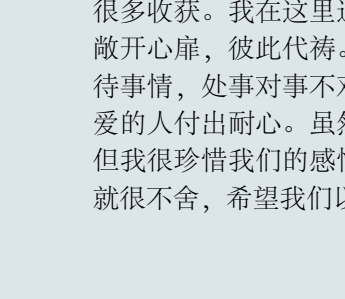 很多收获。我在这里
敞开心扉，彼此代祷。
待事情，处事对事不
爱的人付出耐心。虽
但我很珍惜我们的感
就很不舍，希望我们